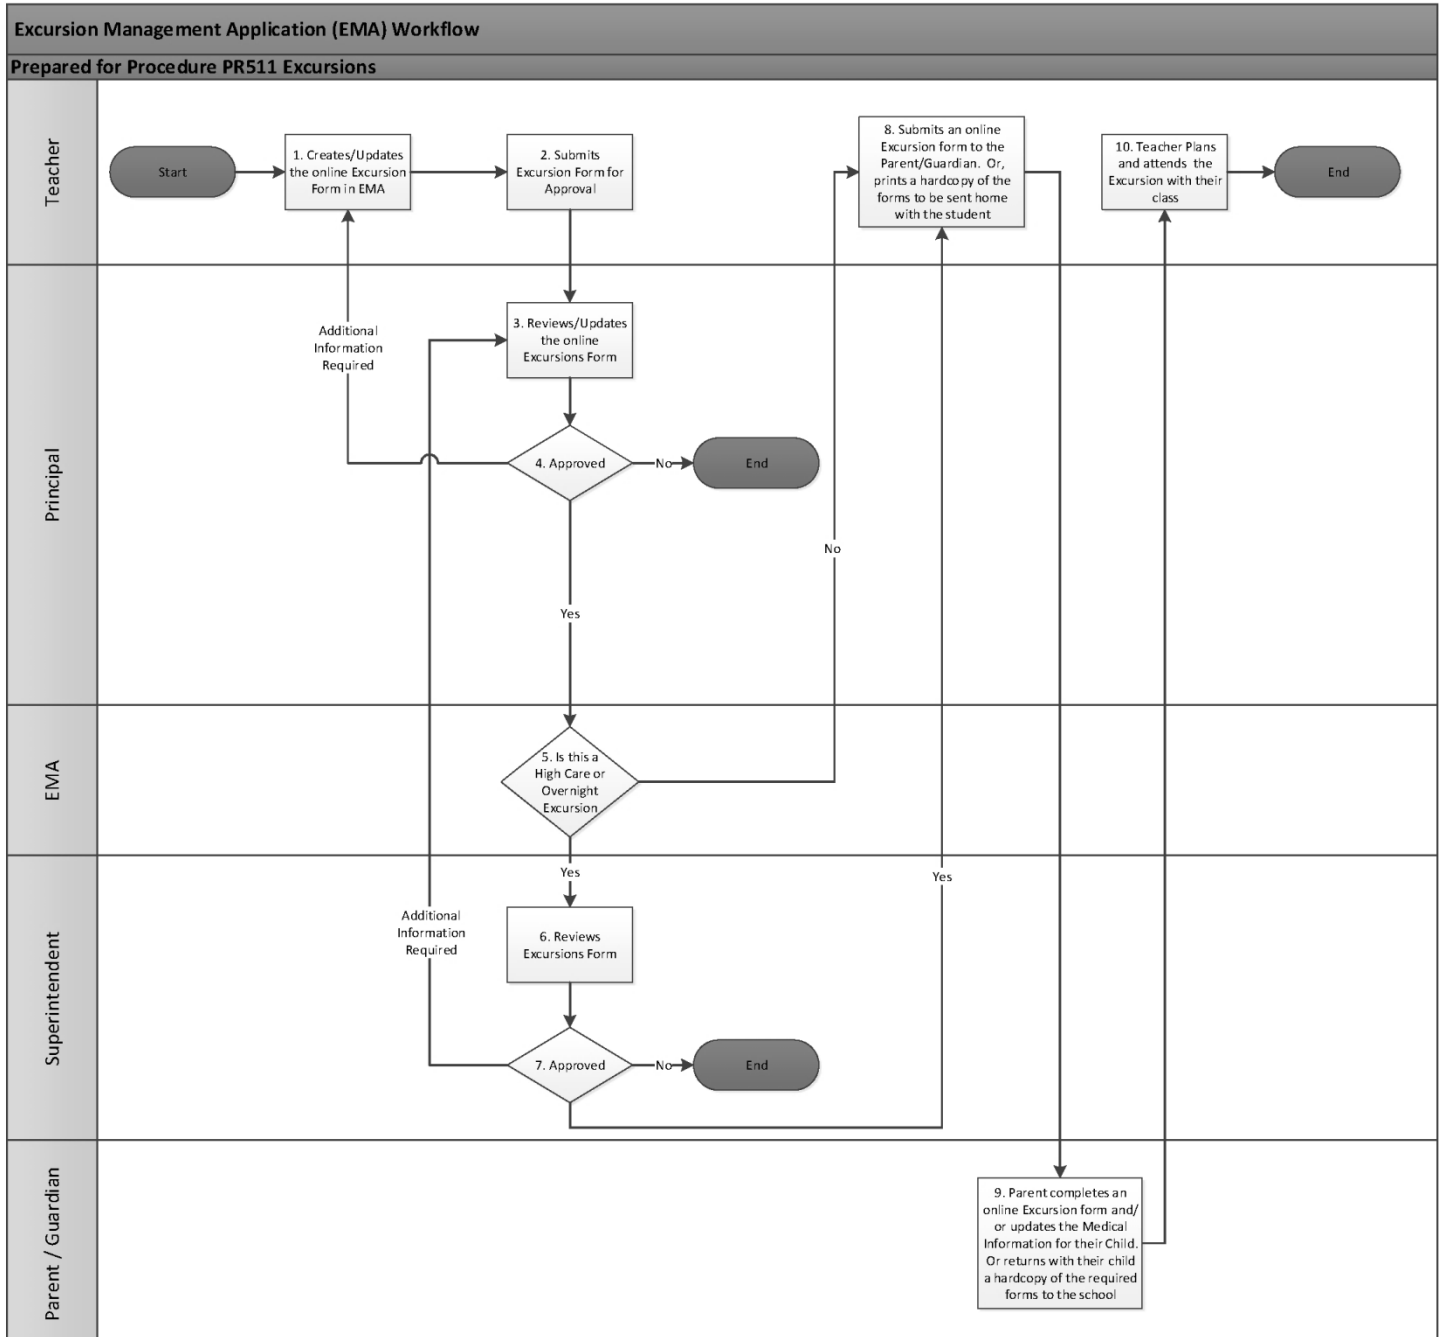 Excursion Management Application (EMA) Workflow
Prepared for Procedure PR511 Excursions
Teacher
Start
1. Creates/Updates
the online Excursion
Form in EMA
2. Submits
Excursion Form for
Approval
8. Submits an online
Excursion form to the
Parent/Guardian. Or,
prints a hardcopy of the
forms to be sent home
with the student
10. Teacher Plans
and attends the
Excursion with their
class
End
Principal
Additional
Information
Required
3. Reviews/Updates
the online
Excursions Form
4. Approved
No
End
No
Yes
EMA
5. Is this a
High Care or
Overnight
Excursion
Superintendent
Yes
Yes
Additional
Information
Required
6. Reviews
Excursions Form
7. Approved
No
End
Parent / Guardian
9. Parent completes an
online Excursion form and/
or updates the Medical
Information for their Child.
Or returns with their child
a hardcopy of the required
forms to the school